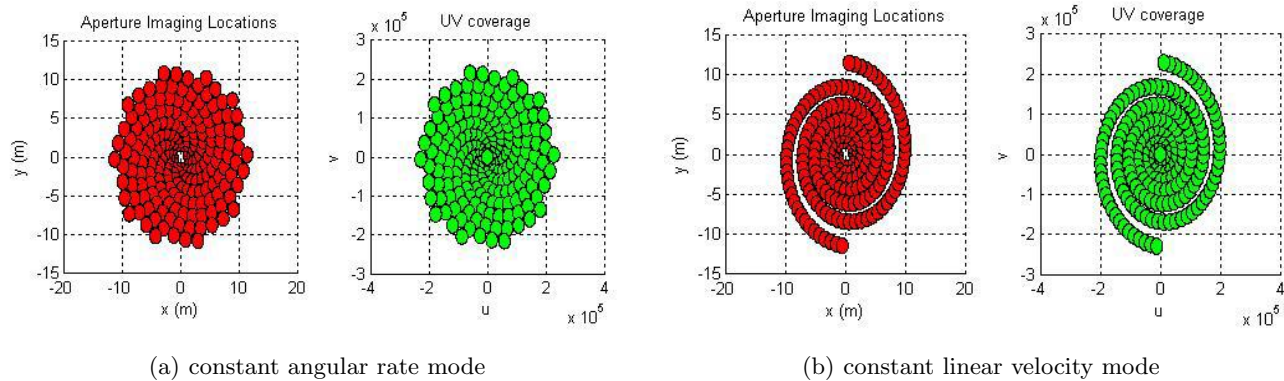 Aperture Imaging Locations
15
10
5
0
-5
-10
-15
-20 -10 0 10 20
x (m)
y (m)
x 10^5
UV coverage
3
2
1
0
-1
-2
-3
-4 -2 0 2 4
u
x 10^5
v
(a) constant angular rate mode
Aperture Imaging Locations
15
10
5
0
-5
-10
-15
-20 -10 0 10 20
x (m)
y (m)
x 10^5
UV coverage
3
2
1
0
-1
-2
-3
-4 -2 0 2 4
u
x 10^5
v
(b) constant linear velocity mode